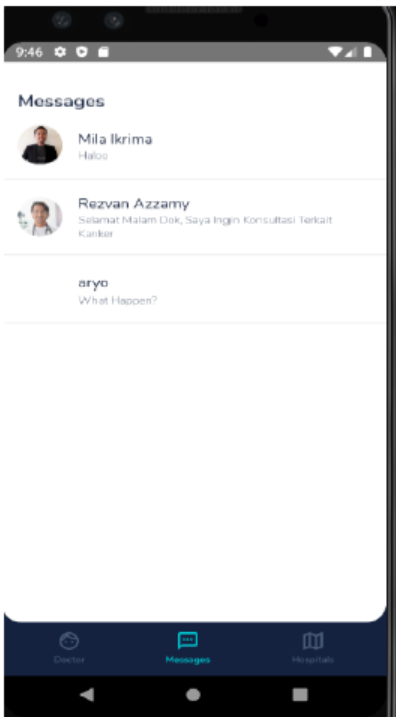 9:46
Messages
Mila Ikrima
Haloo
Rezvan Azzamy
Selamat Malam Dok, Saya Ingin Konsultasi Terkait
Kanker
aryo
What Happen?
Doctor
Messages
Hospitals